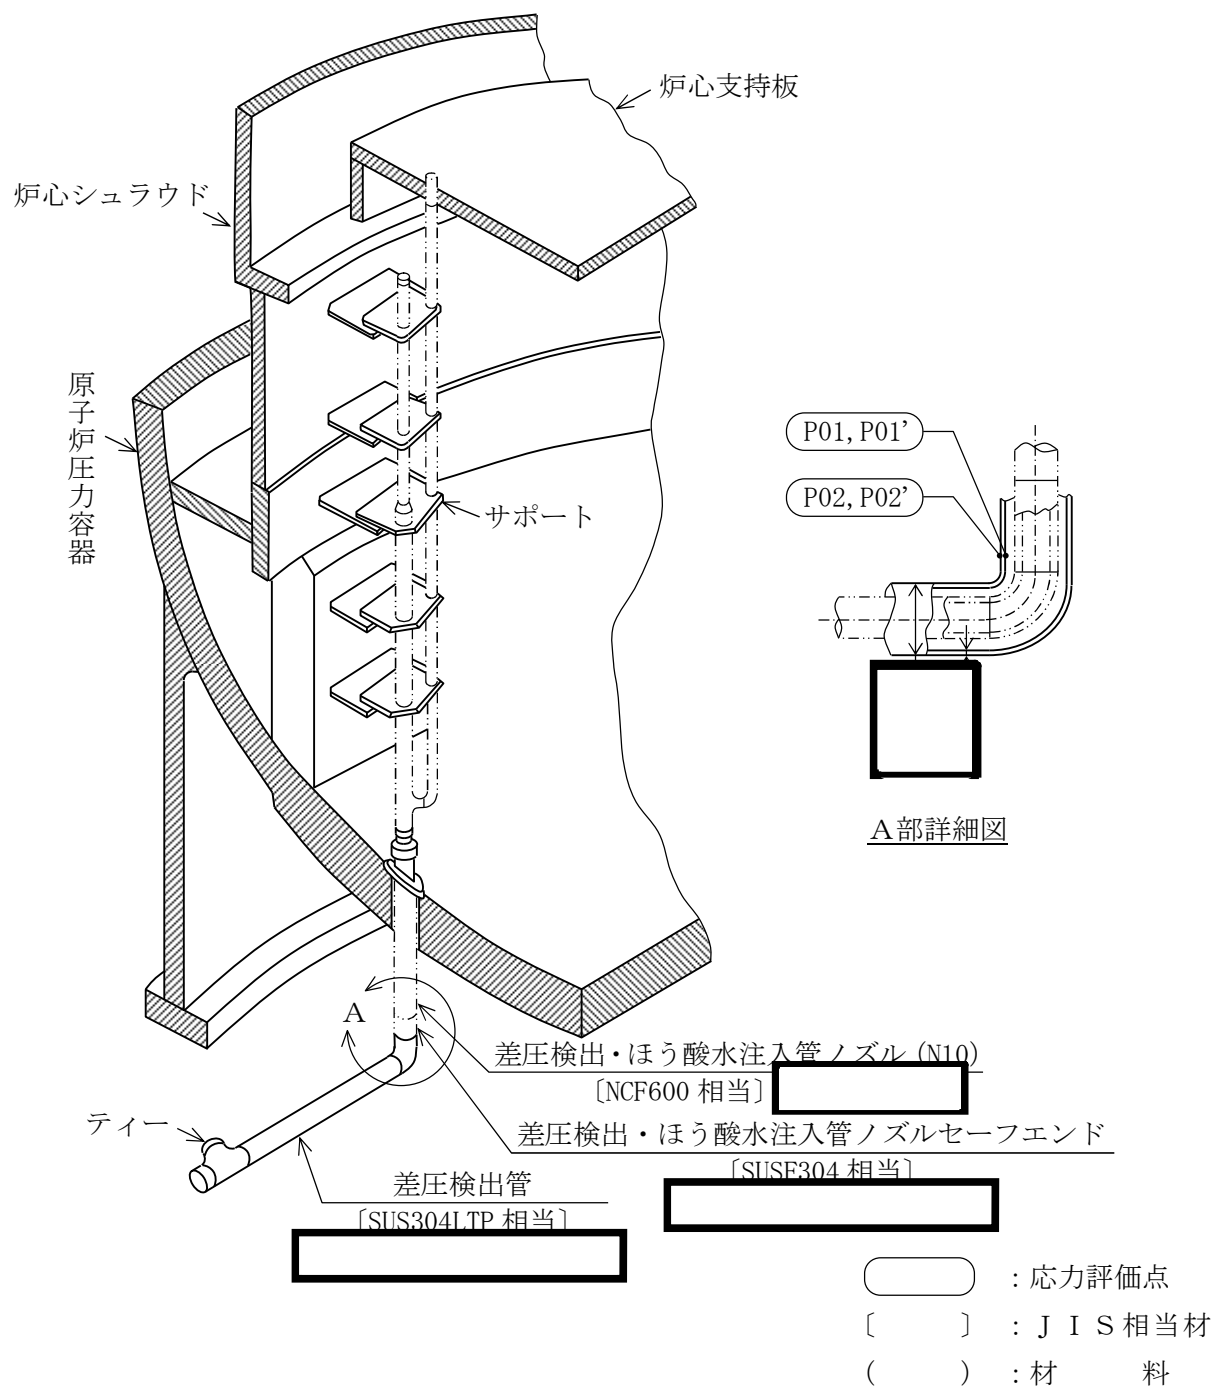 炉心支持板
炉心シュラウド
原子炉圧力容器
サポート
P01, P01’
P02, P02’
A部詳細図
A
差圧検出・ほう酸水注入管ノズル (N10)
〔NCF600 相当〕
ティー
差圧検出・ほう酸水注入管ノズルセーフエンド
〔SUSF304 相当〕
差圧検出管
〔SUS304LTP 相当〕
：応力評価点
〔　　〕：ＪＩＳ相当材
(　　)：材　　料